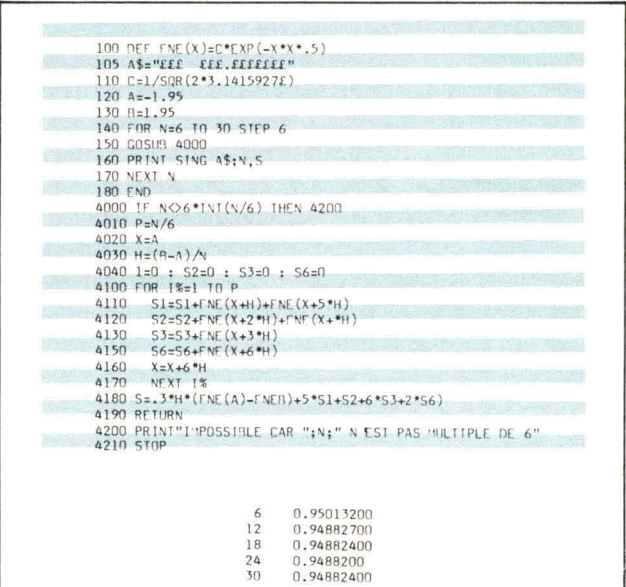 100 DEF FNE(X)=C*EXP(-X*X*.5)
105 A$="£££ £££.£££££££"
110 C=1/SQR(2*3.1415927£)
120 A=-1.95
130 B=1.95
140 FOR N=6 TO 30 STEP 6
150 GOSUB 4000
160 PRINT SING A$;N,S
170 NEXT N
180 END
4000 IF N<>6*INT(N/6) THEN 4200
4010 P=N/6
4020 X=A
4030 H=(B-A)/N
4040 1=0 : S2=0 : S3=0 : S6=0
4100 FOR I%=1 TO P
4110 S1=S1+FNE(X+H)+FNE(X+5*H)
4120 S2=S2+FNE(X+2*H)+FNE(X+*H)
4130 S3=S3+FNE(X+3*H)
4150 S6=S6+FNE(X+6*H)
4160 X=X+6*H
4170 NEXT I%
4180 S=.3*H*(FNE(A)-FNEB)+5*S1+S2+6*S3+2*S6)
4190 RETURN
4200 PRINT"IMPOSSIBLE CAR ";N;" N EST PAS MULTIPLE DE 6"
4210 STOP
6 0.95013200
12 0.94882700
18 0.94882400
24 0.9488200
30 0.94882400